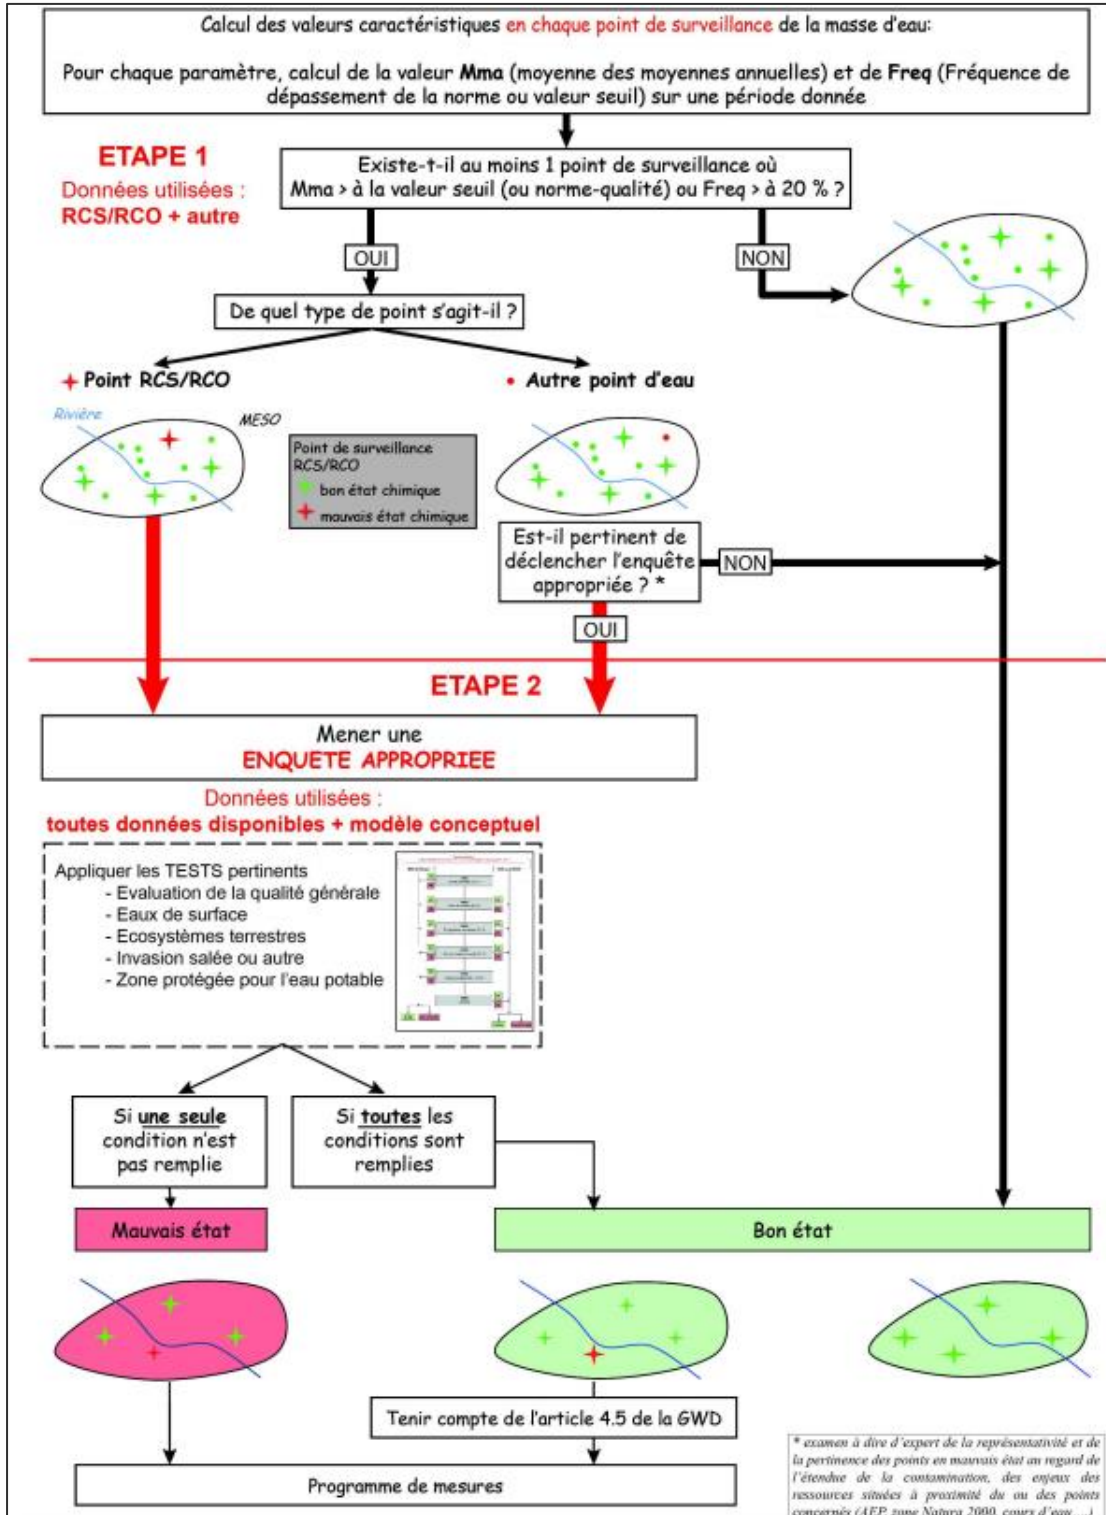 Calcul des valeurs caractéristiques en chaque point de surveillance de la masse d'eau:
Pour chaque paramètre, calcul de la valeur Mma (moyenne des moyennes annuelles) et de Freq (Fréquence de
dépassement de la norme ou valeur seuil) sur une période donnée
ETAPE 1
Données utilisées :
RCS/RCO + autre
Existe-t-il au moins 1 point de surveillance où
Mma > à la valeur seuil (ou norme-qualité) ou Freq > à 20 % ?
OUI
NON
De quel type de point s'agit-il ?
Point RCS/RCO
Autre point d'eau
Rivière
MESO
Point de surveillance
RCS/RCO
bon état chimique
mauvais état chimique
Est-il pertinent de
déclencher l'enquête
appropriée ? *
NON
OUI
ETAPE 2
Mener une
ENQUETE APPROPRIEE
Données utilisées :
toutes données disponibles + modèle conceptuel
Appliquer les TESTS pertinents
- Evaluation de la qualité générale
- Eaux de surface
- Ecosystèmes terrestres
- Invasion salée ou autre
- Zone protégée pour l'eau potable
Si une seule
condition n'est
pas remplie
Si toutes les
conditions sont
remplies
Mauvais état
Bon état
Tenir compte de l'article 4.5 de la GWD
Programme de mesures
* examen à dire d'expert de la représentativité et de
la pertinence des points en mauvais état au regard de
l'étendue de la contamination, des enjeux des
ressources situées à proximité du ou des points
concernés (AEP, zone Natura 2000, cours d'eau ...)